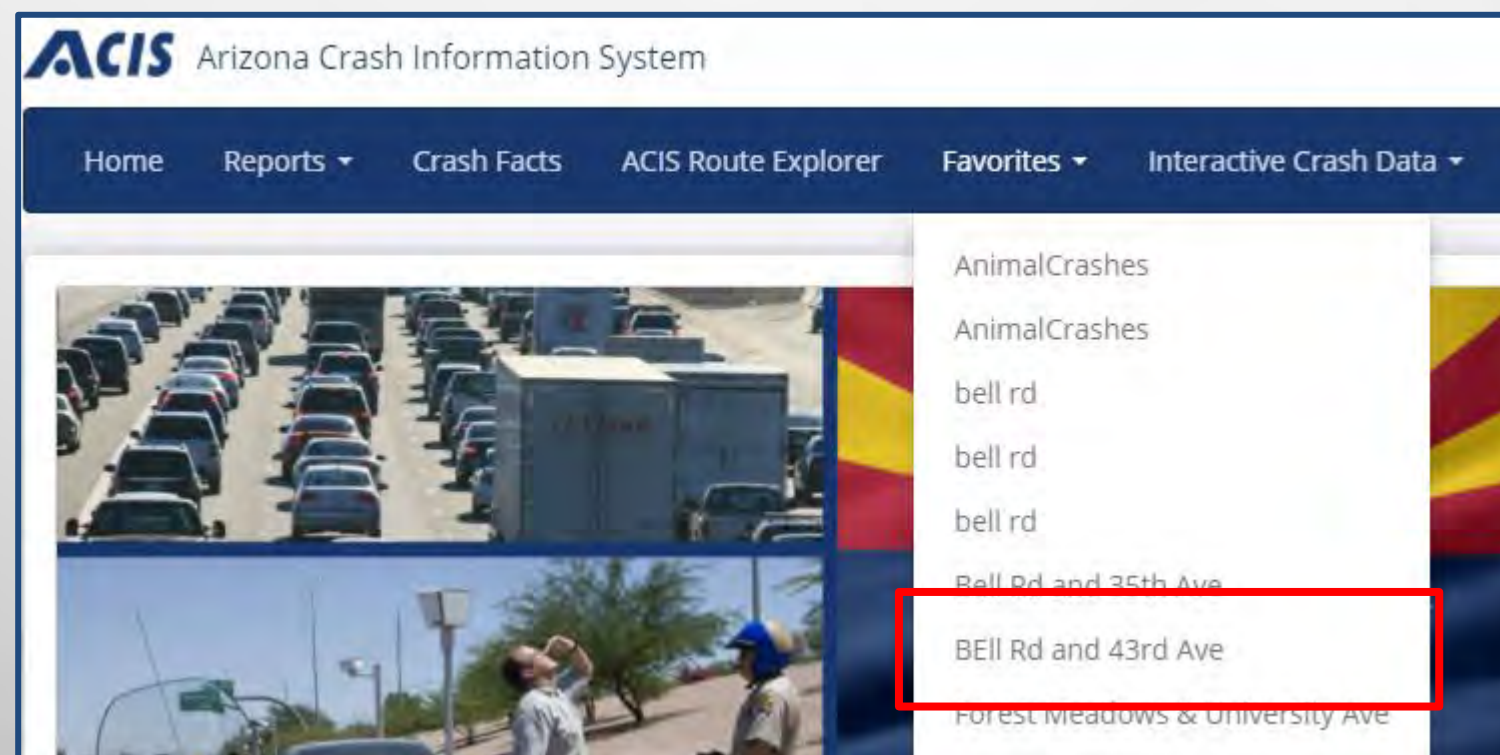 ACIS Arizona Crash Information System
Home Reports Crash Facts ACIS Route Explorer Favorites Interactive Crash Data
AnimalCrashes
AnimalCrashes
bell rd
bell rd
bell rd
Bell Rd and 35th Ave
BEll Rd and 43rd Ave
Forest Meadows & University Ave